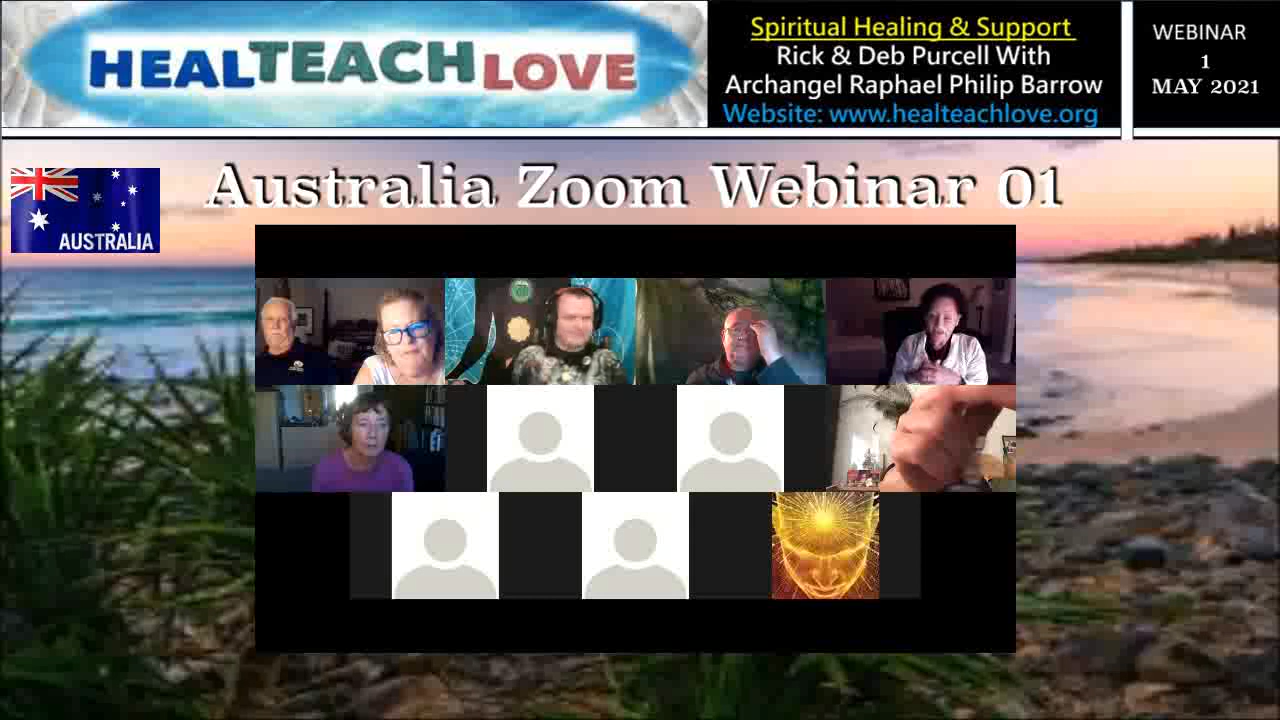 HEALTEACHLOVE
Spiritual Healing & Support
Rick & Deb Purcell With
Archangel Raphael Philip Barrow
Website: www.healteachlove.org
WEBINAR
1
MAY 2021
Australia Zoom Webinar 01
AUSTRALIA